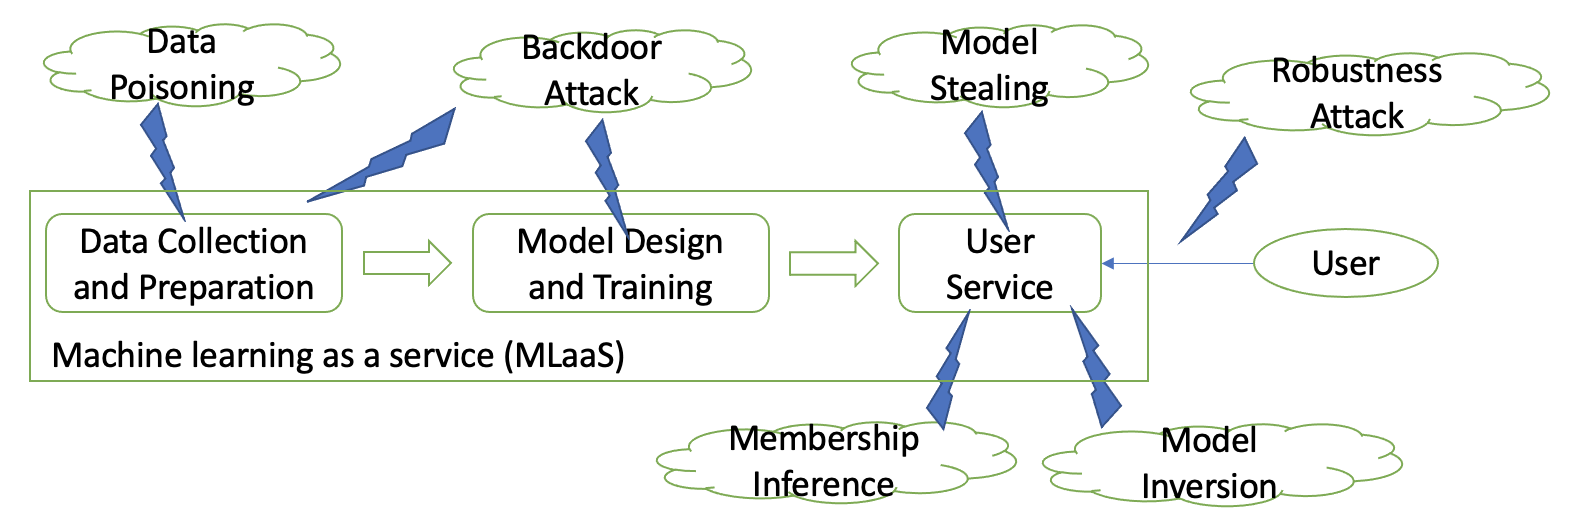 Data
Poisoning
Backdoor
Attack
Model
Stealing
Robustness
Attack
Data Collection
and Preparation
Model Design
and Training
User
Service
User
Machine learning as a service (MLaaS)
Membership
Inference
Model
Inversion